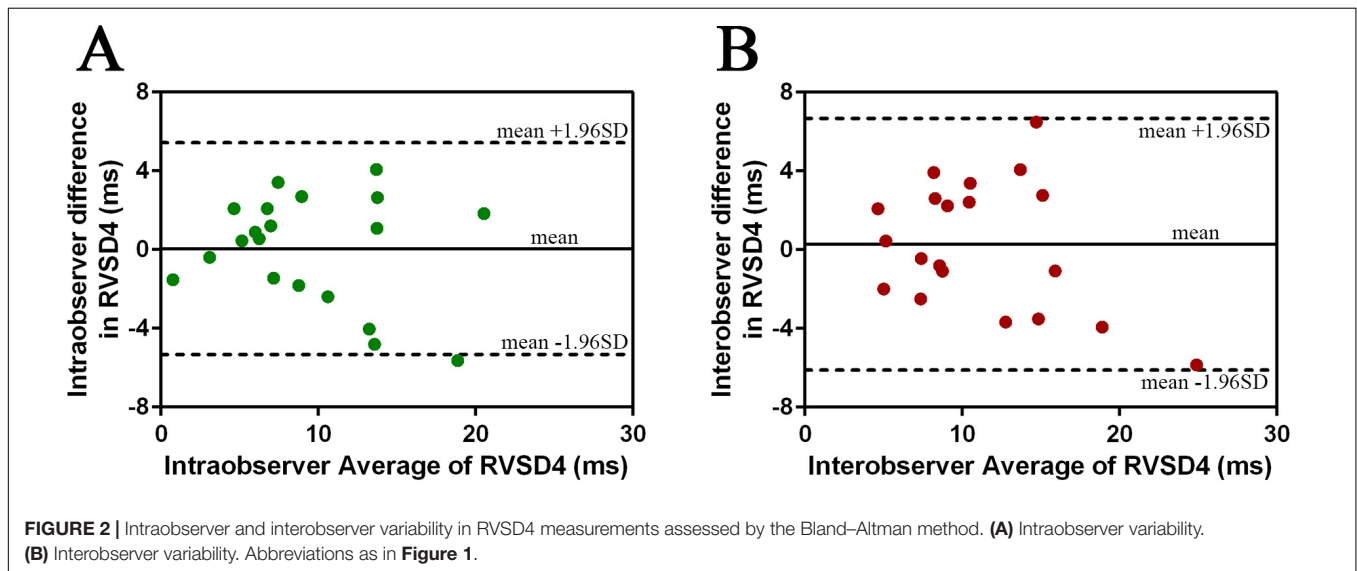 A
8
4
0
-4
-8
0
10
20
30
Intraobserver difference
in RVSD4 (ms)
mean +1.96SD
mean
mean -1.96SD
Intraobserver Average of RVSD4 (ms)
B
8
4
0
-4
-8
0
10
20
30
Interobserver difference
in RVSD4 (ms)
mean +1.96SD
mean
mean -1.96SD
Interobserver Average of RVSD4 (ms)
FIGURE 2 | Intraobserver and interobserver variability in RVSD4 measurements assessed by the Bland–Altman method. (A) Intraobserver variability.
(B) Interobserver variability. Abbreviations as in Figure 1.